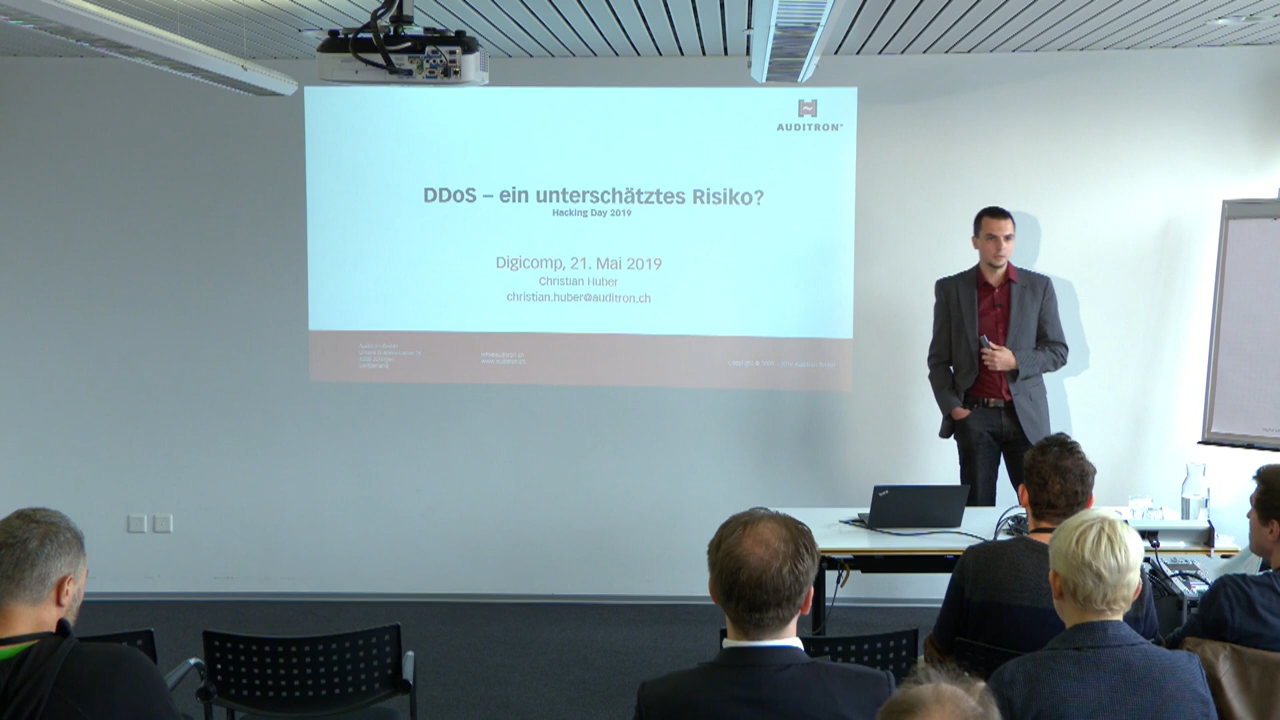 AUDITRON®
DDoS – ein unterschätztes Risiko?
Hacking Day 2019
Digicomp, 21. Mai 2019
Christian Huber
christian.huber@auditron.ch